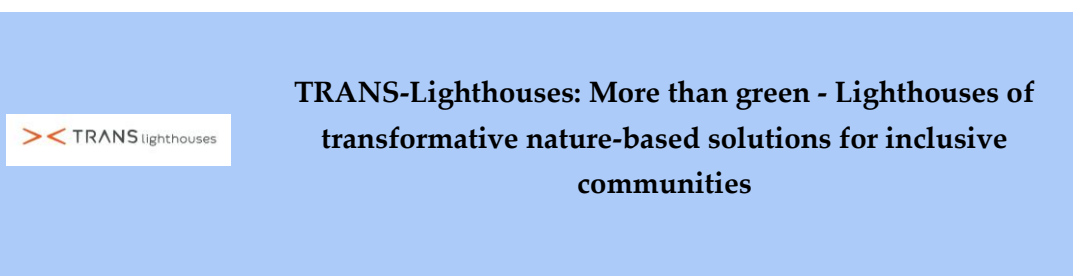 TRANS-Lighthouses: More than green - Lighthouses of
transformative nature-based solutions for inclusive
communities
TRANS lighthouses